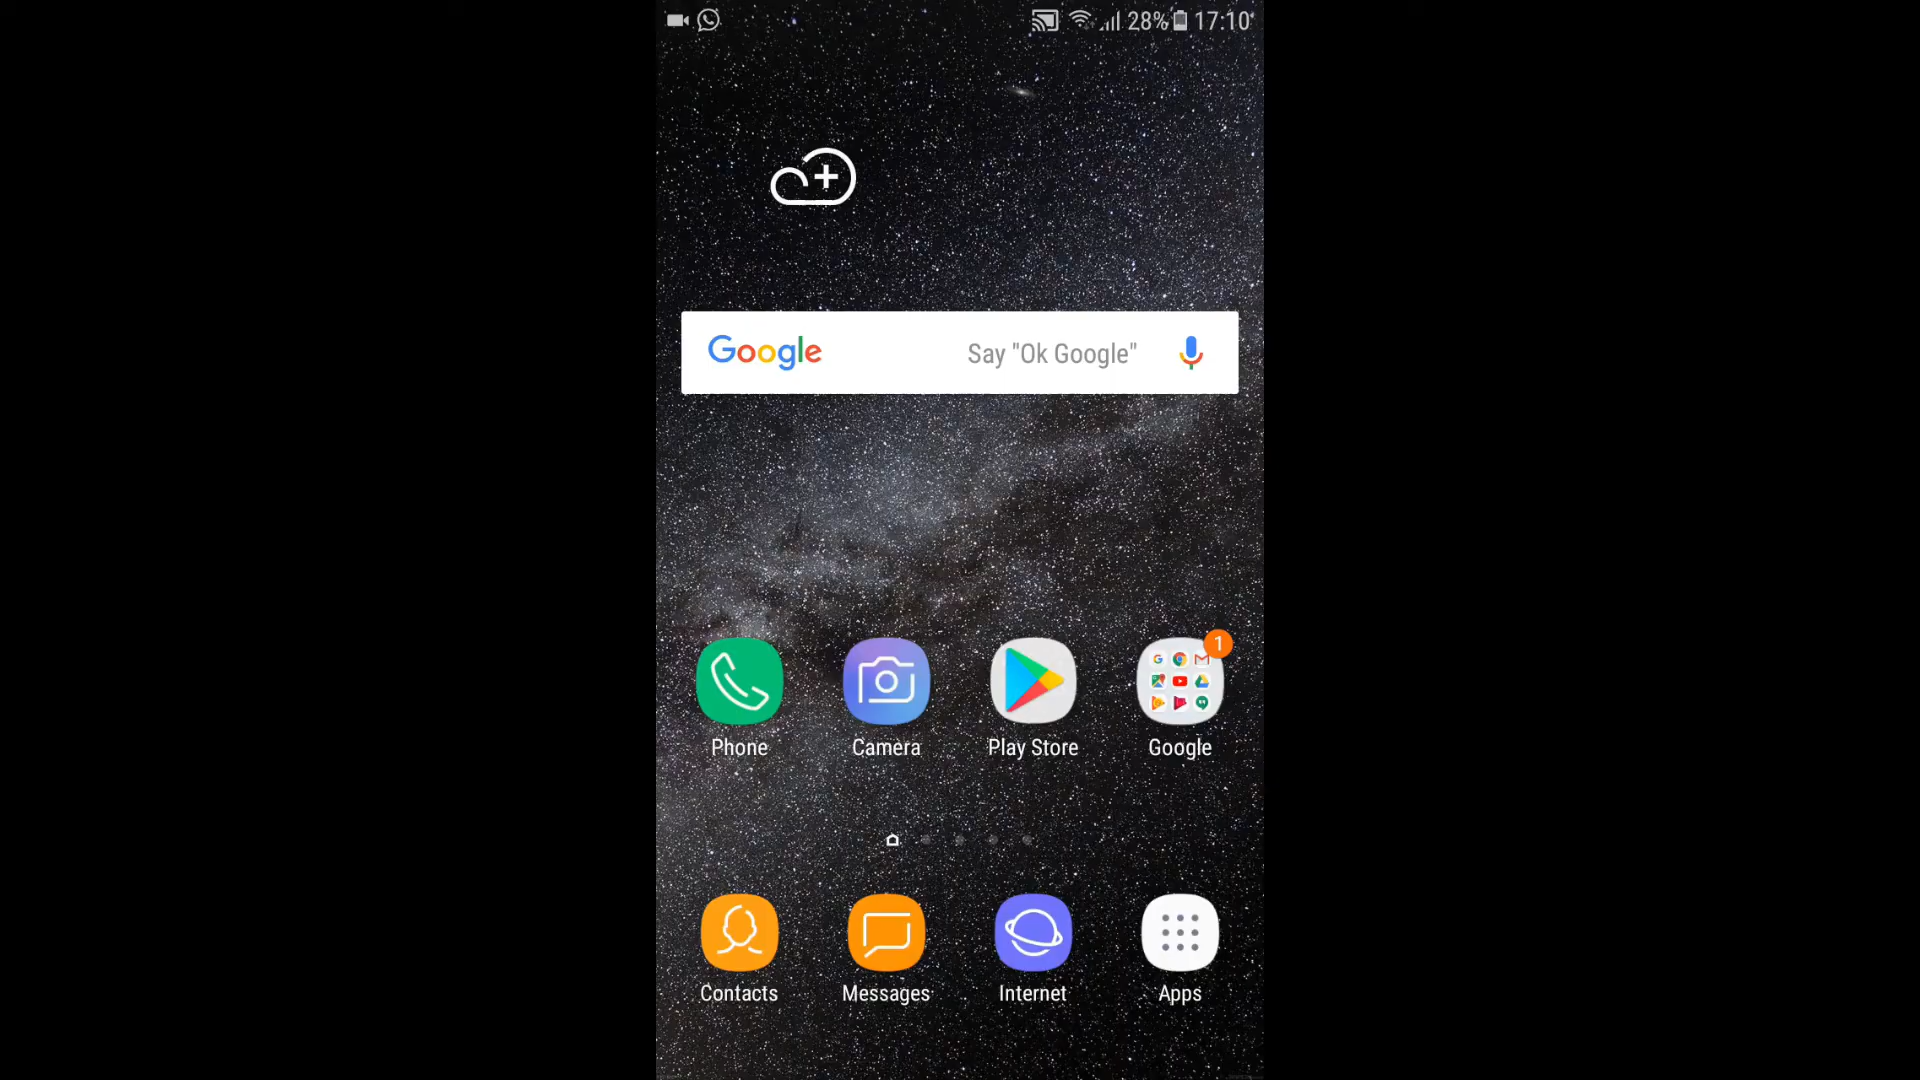 28% 17:10
Google Say "Ok Google"
1
Phone Camera Play Store Google
Contacts Messages Internet Apps